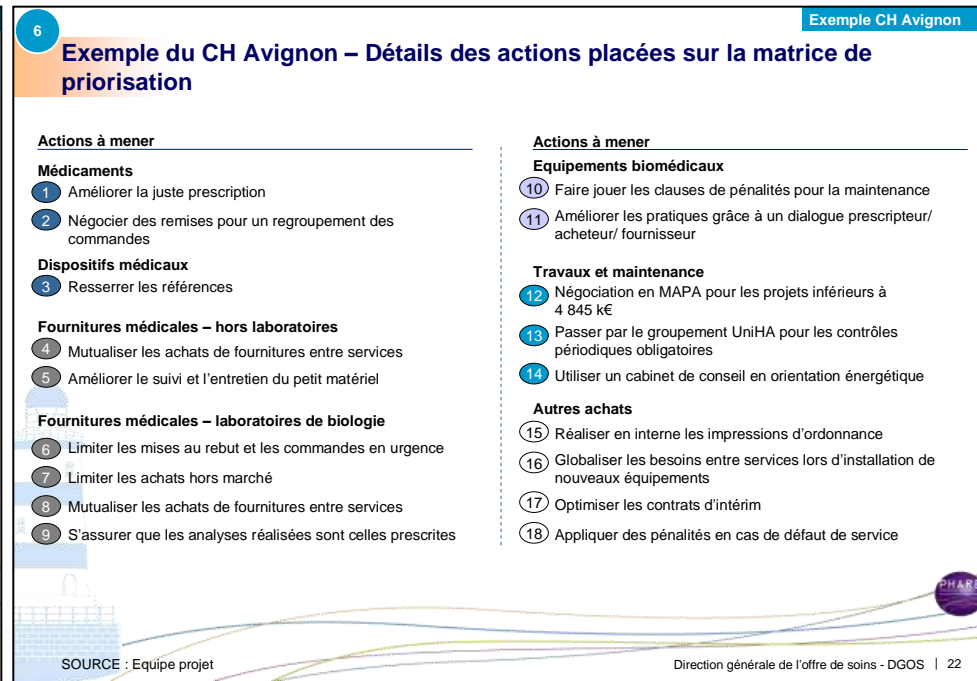 6
Exemple CH Avignon
Exemple du CH Avignon – Détails des actions placées sur la matrice de
priorisation
Actions à mener
Médicaments
1 Améliorer la juste prescription
2 Négocier des remises pour un regroupement des
commandes
Dispositifs médicaux
3 Resserrer les références
Fournitures médicales – hors laboratoires
4 Mutualiser les achats de fournitures entre services
5 Améliorer le suivi et l'entretien du petit matériel
Fournitures médicales – laboratoires de biologie
6 Limiter les mises au rebut et les commandes en urgence
7 Limiter les achats hors marché
8 Mutualiser les achats de fournitures entre services
9 S'assurer que les analyses réalisées sont celles prescrites
Actions à mener
Equipements biomédicaux
10 Faire jouer les clauses de pénalités pour la maintenance
11 Améliorer les pratiques grâce à un dialogue prescripteur/
acheteur/ fournisseur
Travaux et maintenance
12 Négociation en MAPA pour les projets inférieurs à
4 845 k€
13 Passer par le groupement UniHA pour les contrôles
périodiques obligatoires
14 Utiliser un cabinet de conseil en orientation énergétique
Autres achats
15 Réaliser en interne les impressions d'ordonnance
16 Globaliser les besoins entre services lors d'installation de
nouveaux équipements
17 Optimiser les contrats d'intérim
18 Appliquer des pénalités en cas de défaut de service
PHARE
SOURCE : Equipe projet
Direction générale de l'offre de soins - DGOS | 22